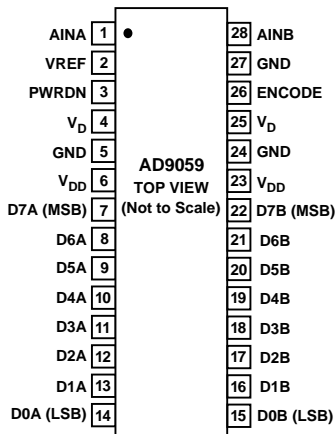 AINA 1 28 AINB
VREF 2 27 GND
PWRDN 3 26 ENCODE
VD 4 25 VD
GND 5 24 GND
VDD 6 23 VDD
AD9059
TOP VIEW
(Not to Scale)
D7A (MSB) 7 22 D7B (MSB)
D6A 8 21 D6B
D5A 9 20 D5B
D4A 10 19 D4B
D3A 11 18 D3B
D2A 12 17 D2B
D1A 13 16 D1B
D0A (LSB) 14 15 D0B (LSB)